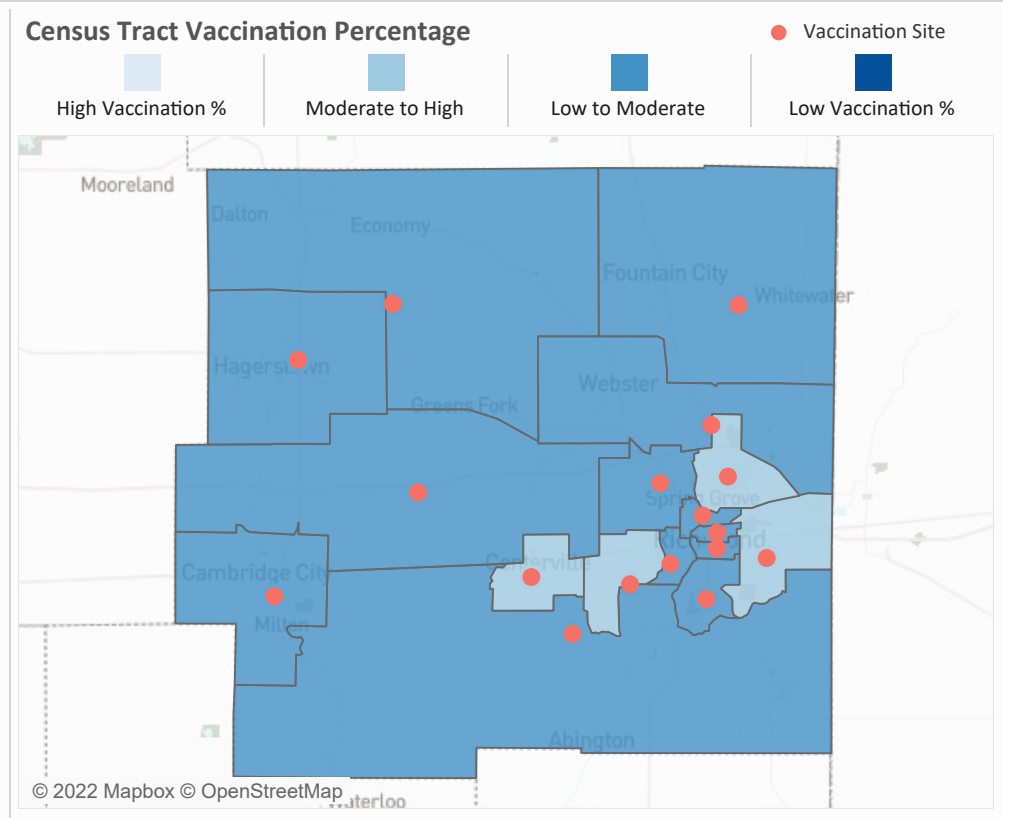 Census Tract Vaccination Percentage
Vaccination Site
High Vaccination %
Moderate to High
Low to Moderate
Low Vaccination %
Mooreland
Dalton
Economy
Fountain City
Whitewater
Hagerstown
Webster
Greens Fork
Spring Grove
Richmond
Centerville
Cambridge City
Milton
Abington
© 2022 Mapbox © OpenStreetMap
Waterloo